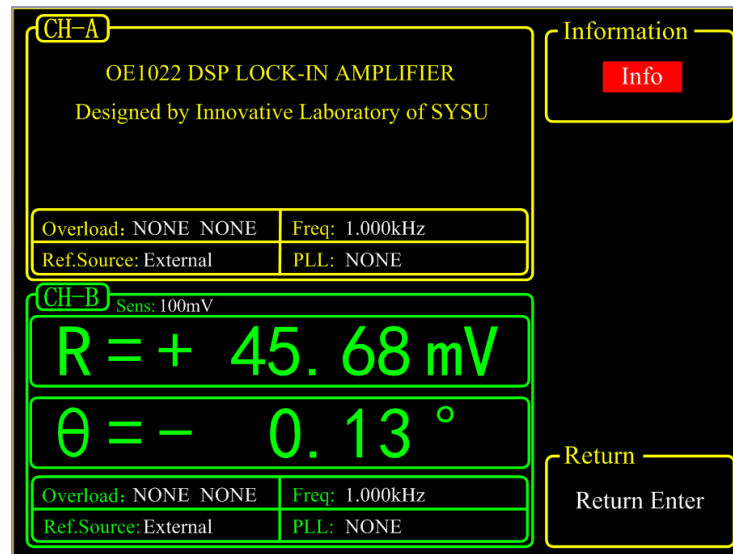 CH-A
OE1022 DSP LOCK-IN AMPLIFIER
Designed by Innovative Laboratory of SYSU
Overload: NONE NONE Freq: 1.000kHz
Ref.Source: External PLL: NONE
CH-B Sens: 100mV
R=+ 45.68 mV
θ=- 0.13 °
Overload: NONE NONE Freq: 1.000kHz
Ref.Source: External PLL: NONE
Information
Info
Return
Return Enter